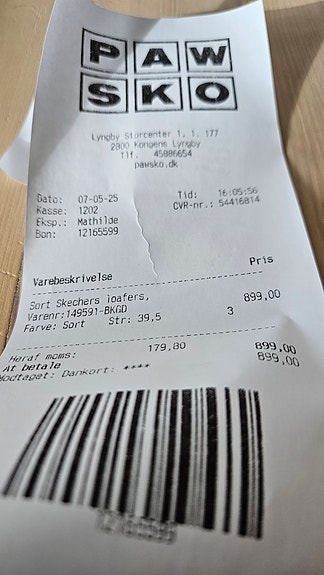 PAW
SKO
Lyngby Storcenter 1, 1. 177
2800 Kongens Lyngby
Tlf. 45886654
pawsko.dk
Dato: 07-05-25 Tid: 16:05:56
Kasse: 1202 CVR-nr.: 54416814
Eksp.: Mathilde
Bon: 12165599
Varebeskrivelse Pris
Sort Skechers loafers, 899,00
Varenr:149591-BKGD
Farve: Sort Str: 39,5 3
Heraf moms: 179,80 899,00
At betale 899,00
Modtaget: Dankort: ****
12165599